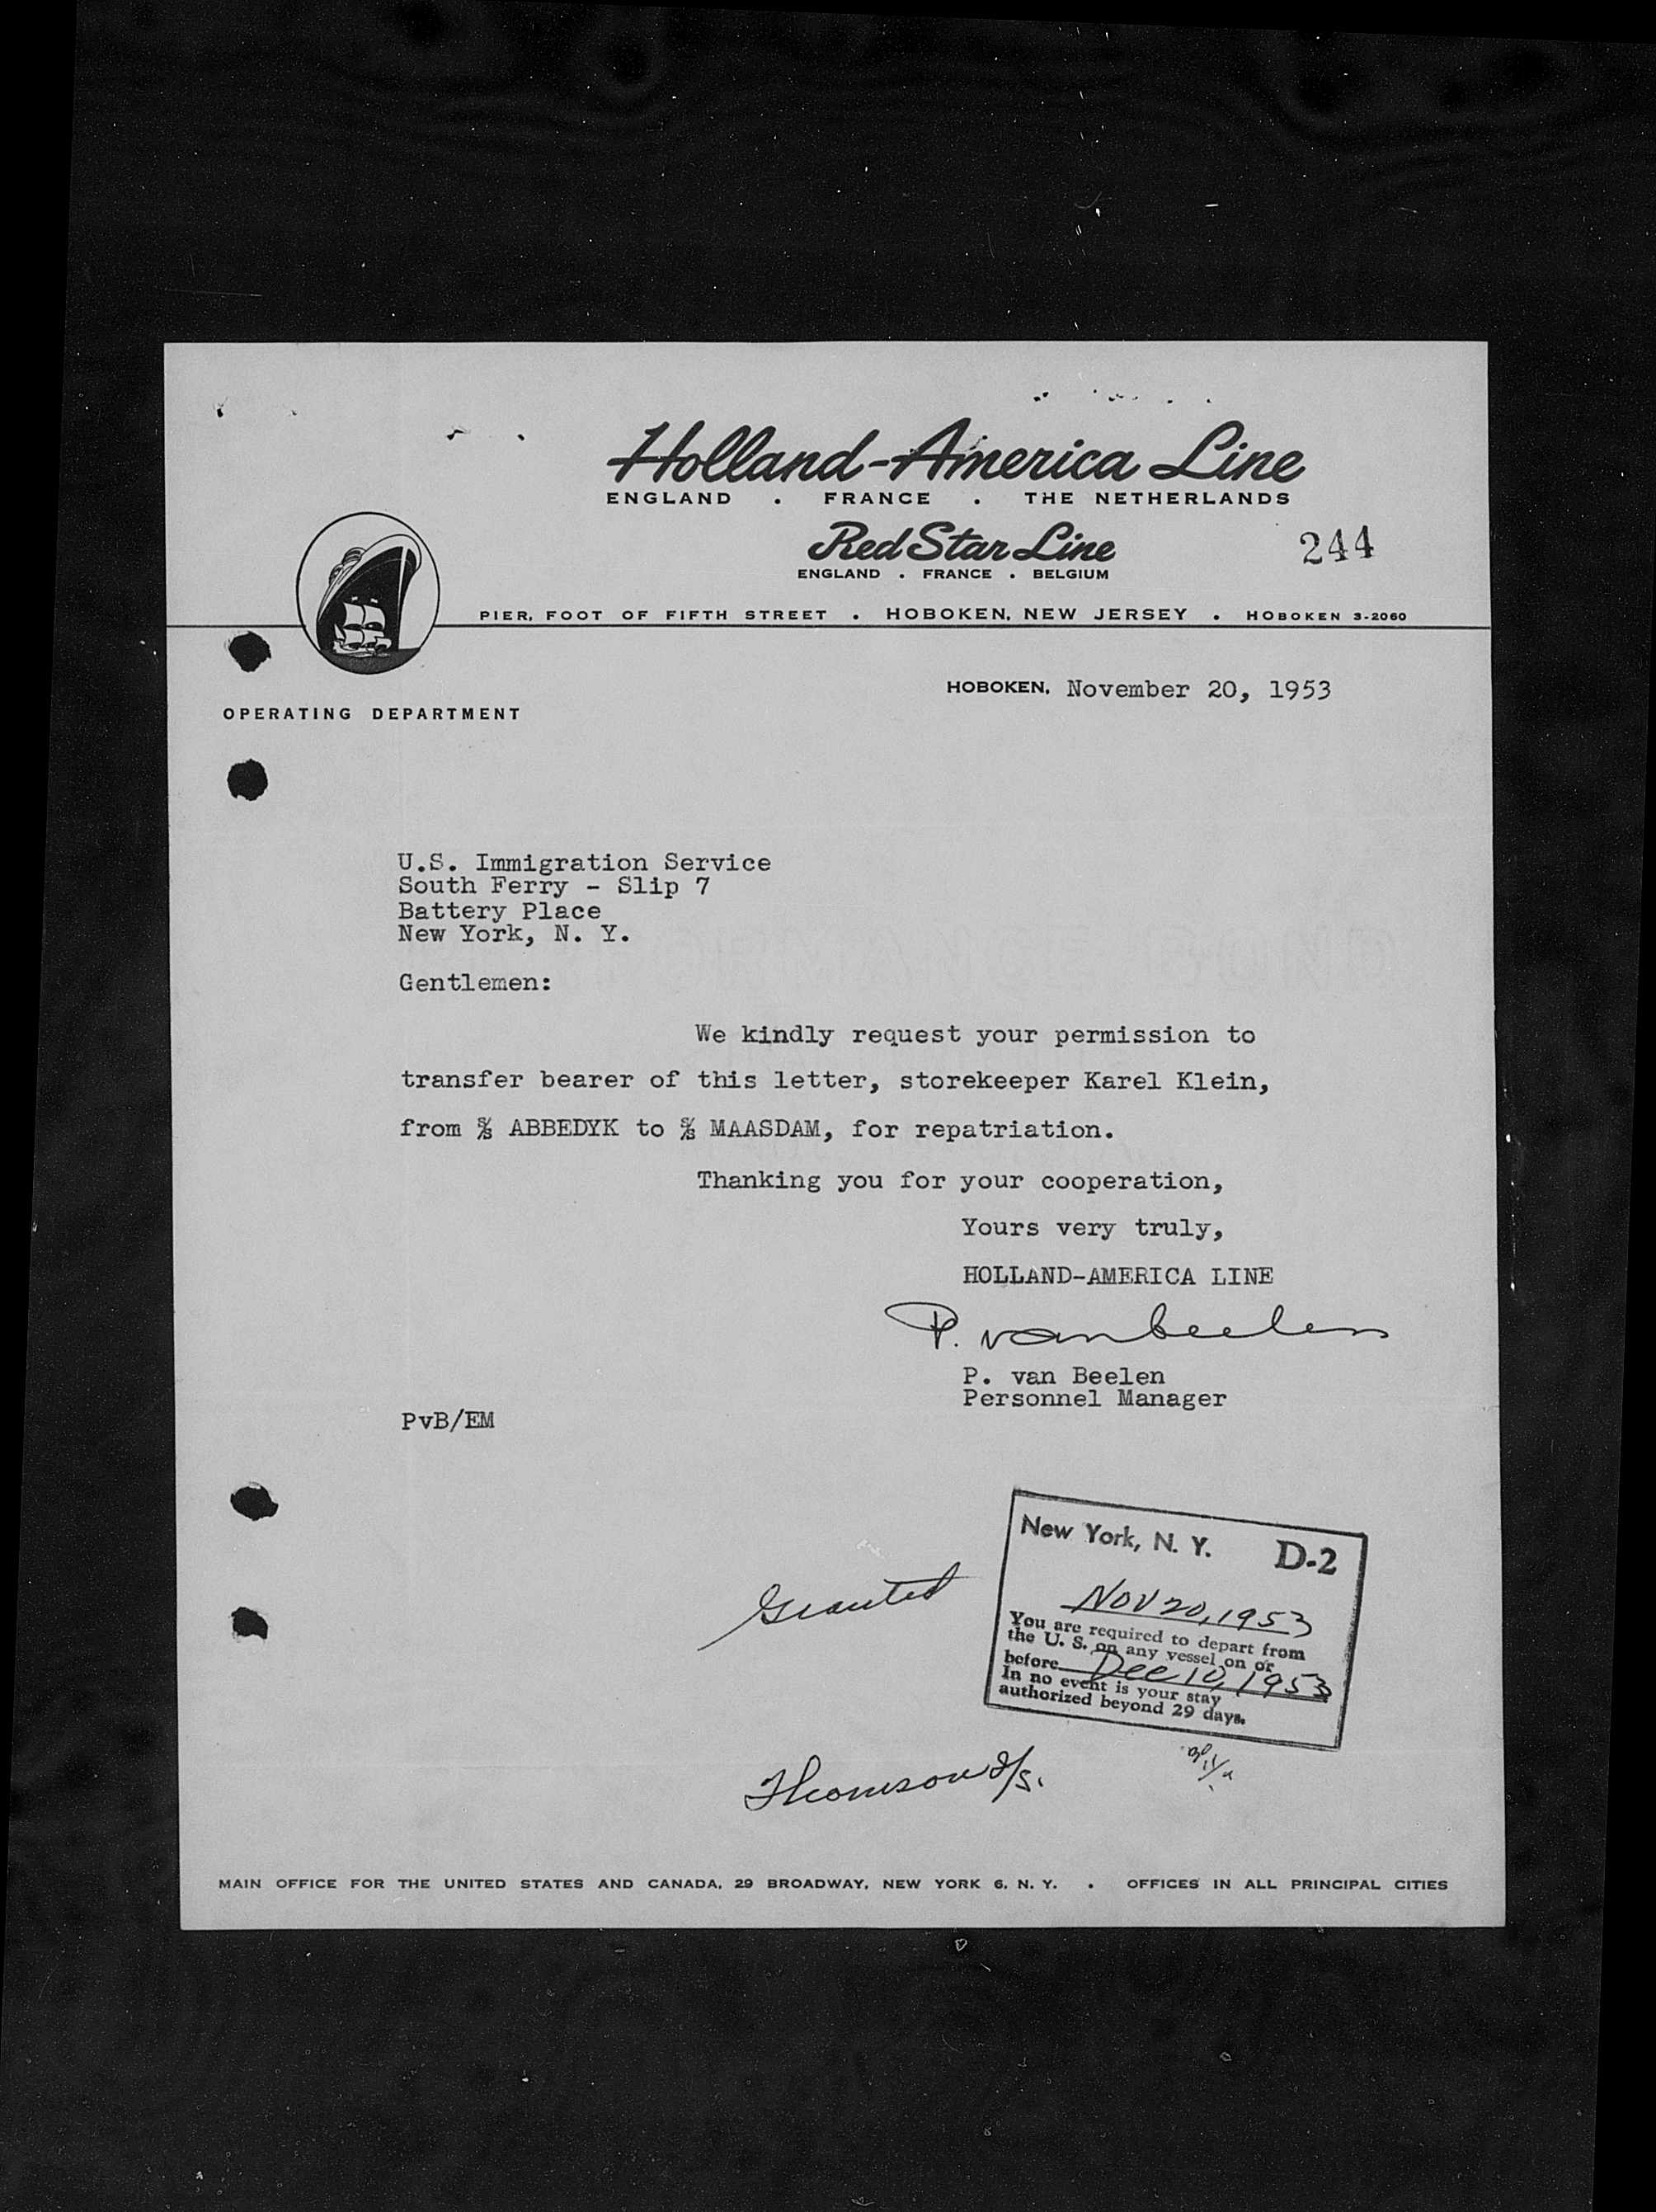 Holland-America Line
ENGLAND . FRANCE . THE NETHERLANDS
Red Star Line
244
ENGLAND . FRANCE . BELGIUM
PIER, FOOT OF FIFTH STREET . HOBOKEN, NEW JERSEY . HOBOKEN 3-2060
HOBOKEN, November 20, 1953
OPERATING DEPARTMENT
U.S. Immigration Service
South Ferry - Slip 7
Battery Place
New York, N. Y.
Gentlemen:
We kindly request your permission to
transfer bearer of this letter, storekeeper Karel Klein,
from S/S ABBEDYK to S/S MAASDAM, for repatriation.
Thanking you for your cooperation,
Yours very truly,
HOLLAND-AMERICA LINE
P. van Beelen
P. van Beelen
Personnel Manager
PvB/EM
New York, N. Y. D-2
Nov 20, 1953
You are required to depart from
the U. S. on any vessel on or
before Dec 10, 1953
In no event is your stay
authorized beyond 29 days.
Granted
Thomson I/S.
MAIN OFFICE FOR THE UNITED STATES AND CANADA, 29 BROADWAY, NEW YORK 6, N. Y. . OFFICES IN ALL PRINCIPAL CITIES